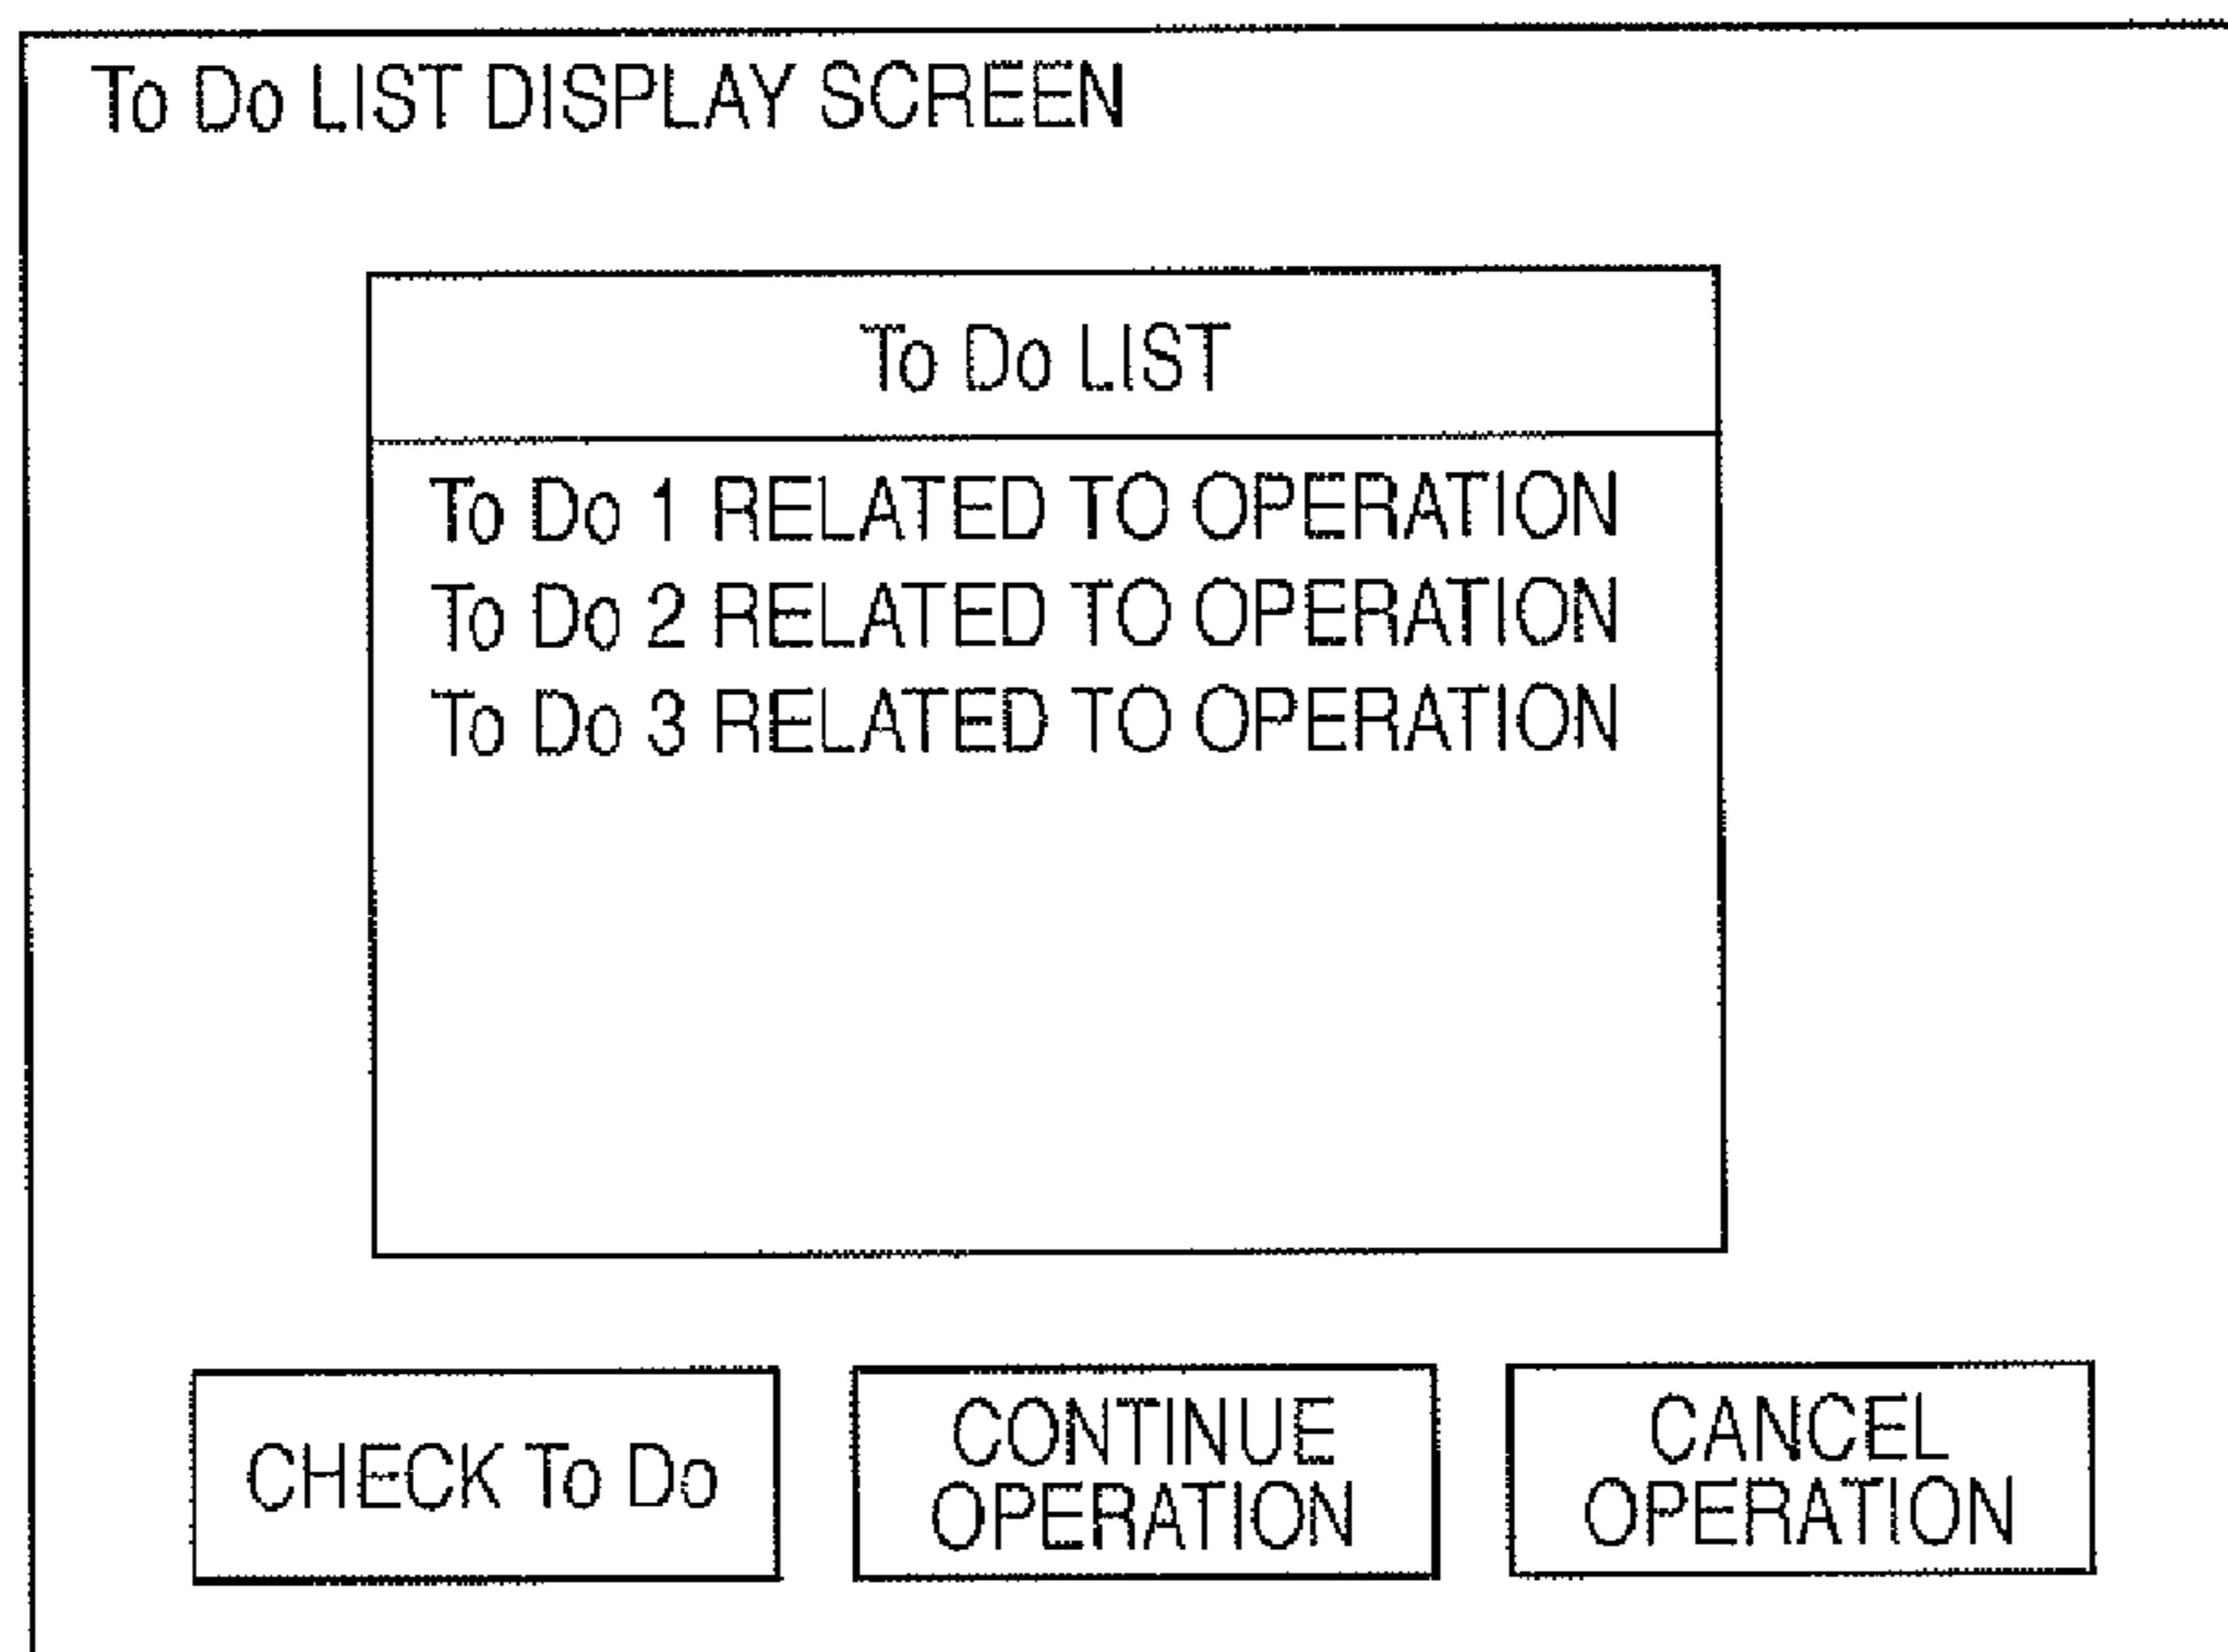 To Do LIST DISPLAY SCREEN
To Do LIST
To Do 1 RELATED TO OPERATION
To Do 2 RELATED TO OPERATION
To Do 3 RELATED TO OPERATION
CHECK To Do
CONTINUE
OPERATION
CANCEL
OPERATION